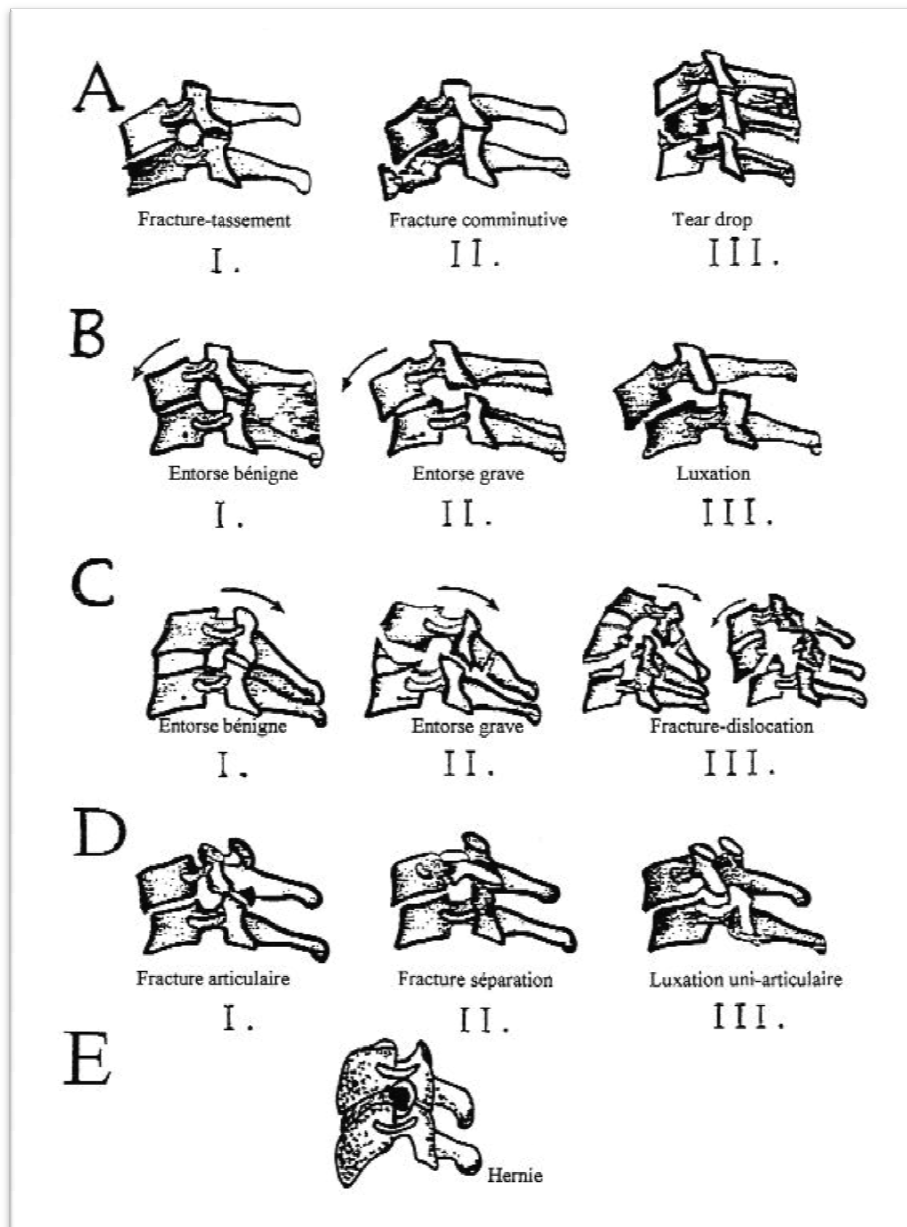 A
Fracture-tassement Fracture comminutive Tear drop
I. II. III.
B
Entorse bénigne Entorse grave Luxation
I. II. III.
C
Entorse bénigne Entorse grave Fracture-dislocation
I. II. III.
D
Fracture articulaire Fracture séparation Luxation uni-articulaire
I. II. III.
E
Hernie